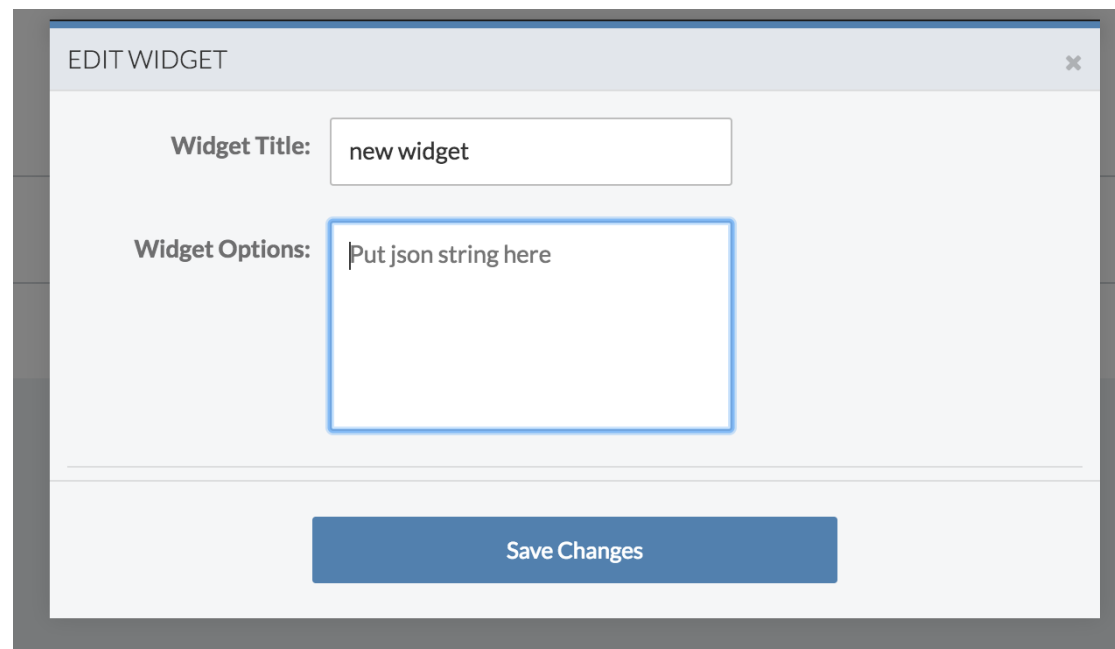 EDIT WIDGET
Widget Title:
new widget
Widget Options:
Put json string here
Save Changes